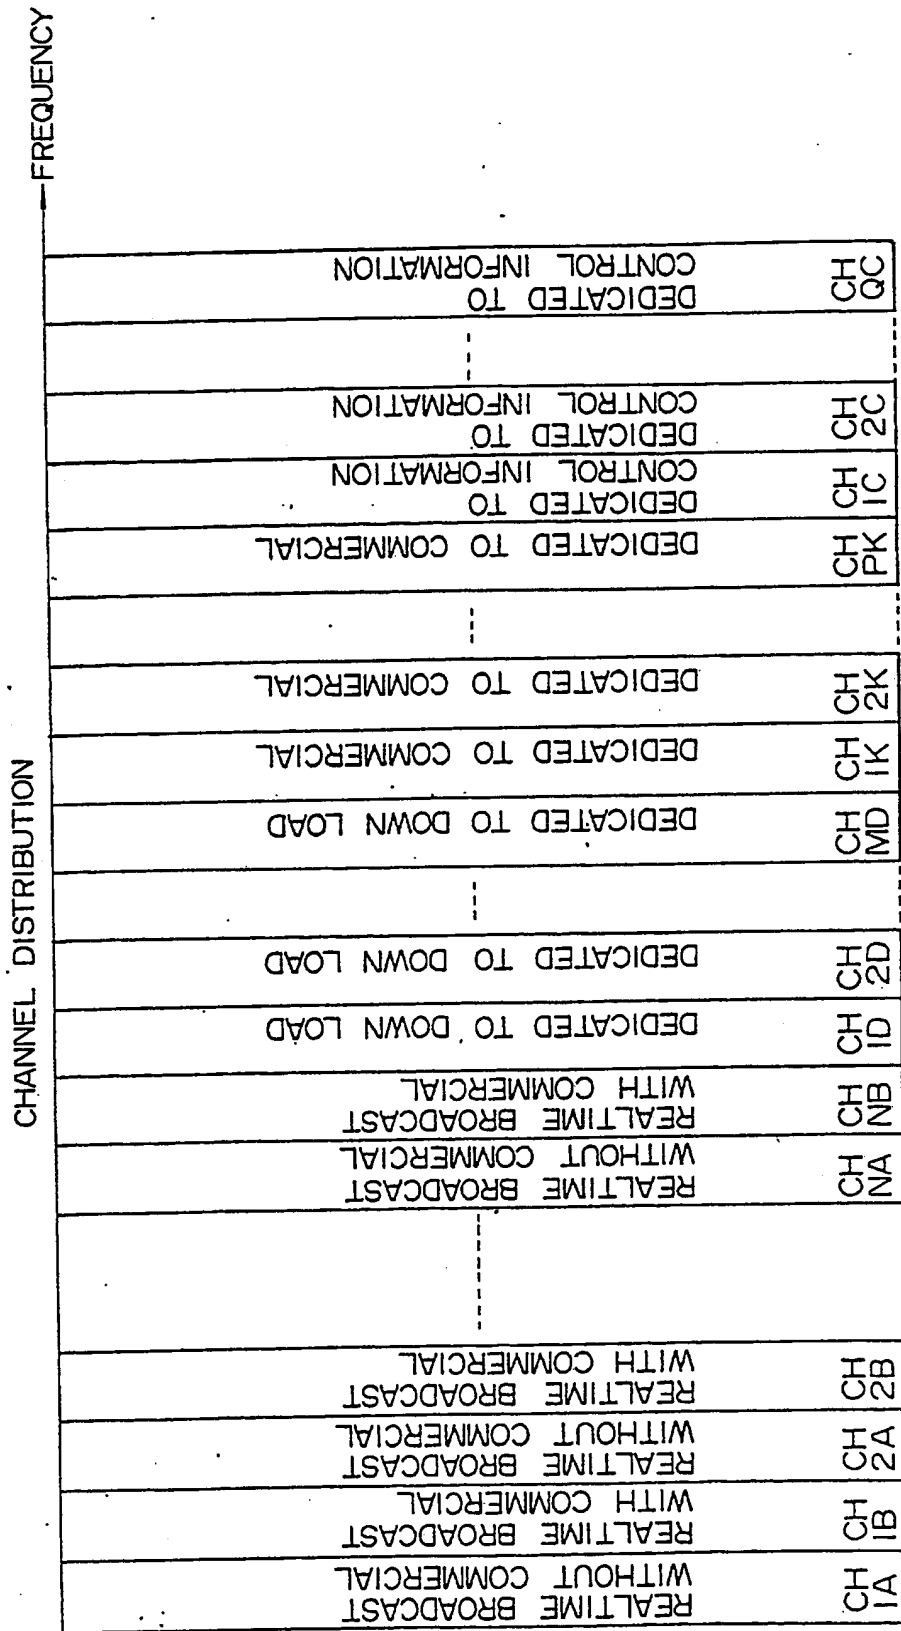 CHANNEL DISTRIBUTION
FREQUENCY
CH
1A
REALTIME BROADCAST
WITHOUT COMMERCIAL
CH
1B
REALTIME BROADCAST
WITH COMMERCIAL
CH
2A
REALTIME BROADCAST
WITHOUT COMMERCIAL
CH
2B
REALTIME BROADCAST
WITH COMMERCIAL
CH
NA
REALTIME BROADCAST
WITHOUT COMMERCIAL
CH
NB
REALTIME BROADCAST
WITH COMMERCIAL
CH
1D
DEDICATED TO DOWN LOAD
CH
2D
DEDICATED TO DOWN LOAD
CH
MD
DEDICATED TO DOWN LOAD
CH
1K
DEDICATED TO COMMERCIAL
CH
2K
DEDICATED TO COMMERCIAL
CH
PK
DEDICATED TO COMMERCIAL
CH
1C
DEDICATED TO
CONTROL INFORMATION
CH
2C
DEDICATED TO
CONTROL INFORMATION
CH
QC
DEDICATED TO
CONTROL INFORMATION